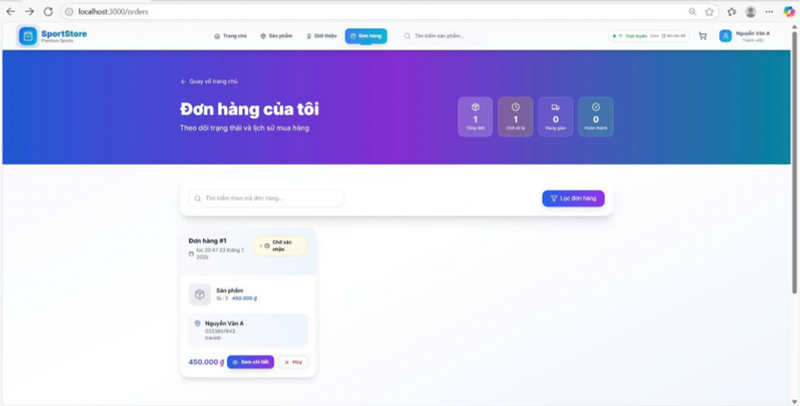 localhost:3000/orders
SportStore
Premium Sports
Trang chủ
Sản phẩm
Giới thiệu
Đơn hàng
Tìm kiếm sản phẩm...
Trực tuyến
Nguyễn Văn A
Thành viên
Quay về trang chủ
Đơn hàng của tôi
Theo dõi trạng thái và lịch sử mua hàng
1
Tổng đơn
1
Chờ xử lý
0
Đang giao
0
Hoàn thành
Tìm kiếm theo mã đơn hàng...
Lọc đơn hàng
Đơn hàng #1
lúc 20:47 23 tháng 7,
2025
Chờ xác
nhận
Sản phẩm
SL: 3 · 450.000 ₫
Nguyễn Văn A
0333857843
travinh
450.000 ₫
Xem chi tiết
Hủy